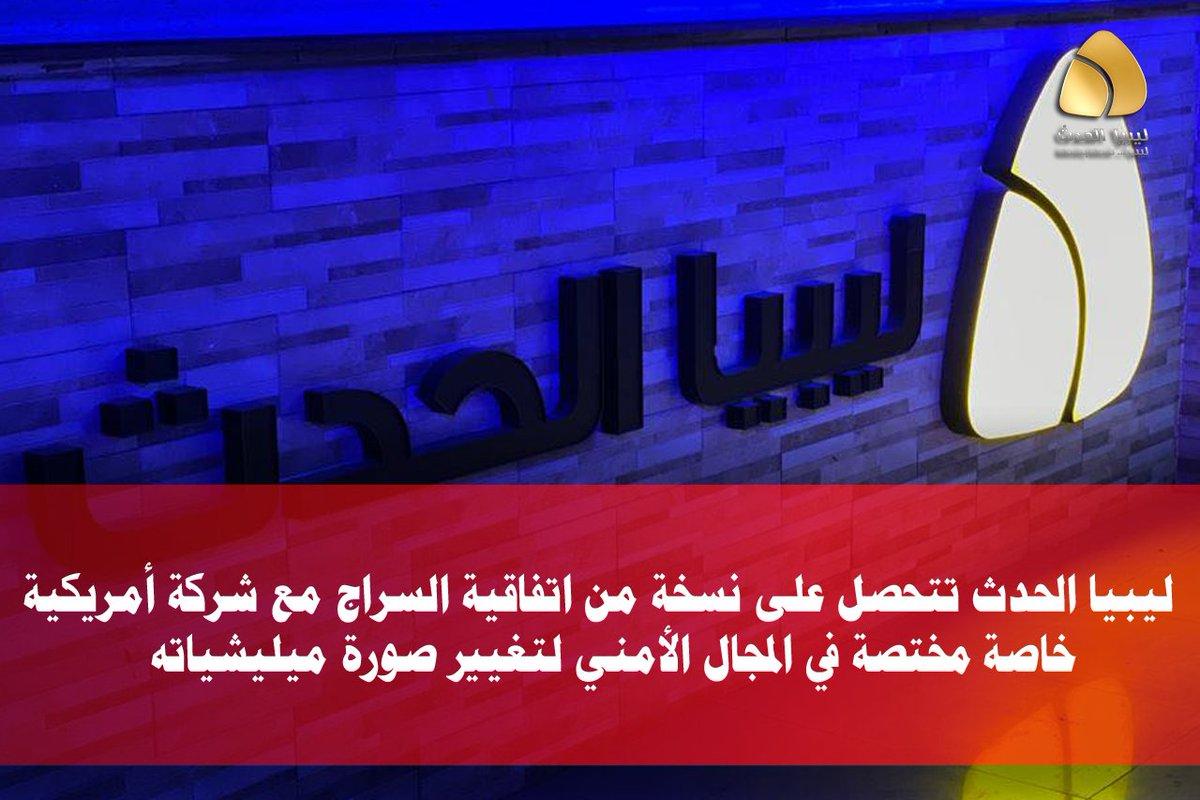 ليبيا الحدث
ليبيا الحدث
ليبيا الحدث تتحصل على نسخة من اتفاقية السراج مع شركة أمريكية
خاصة مختصة في المجال الأمني لتغيير صورة ميليشياته